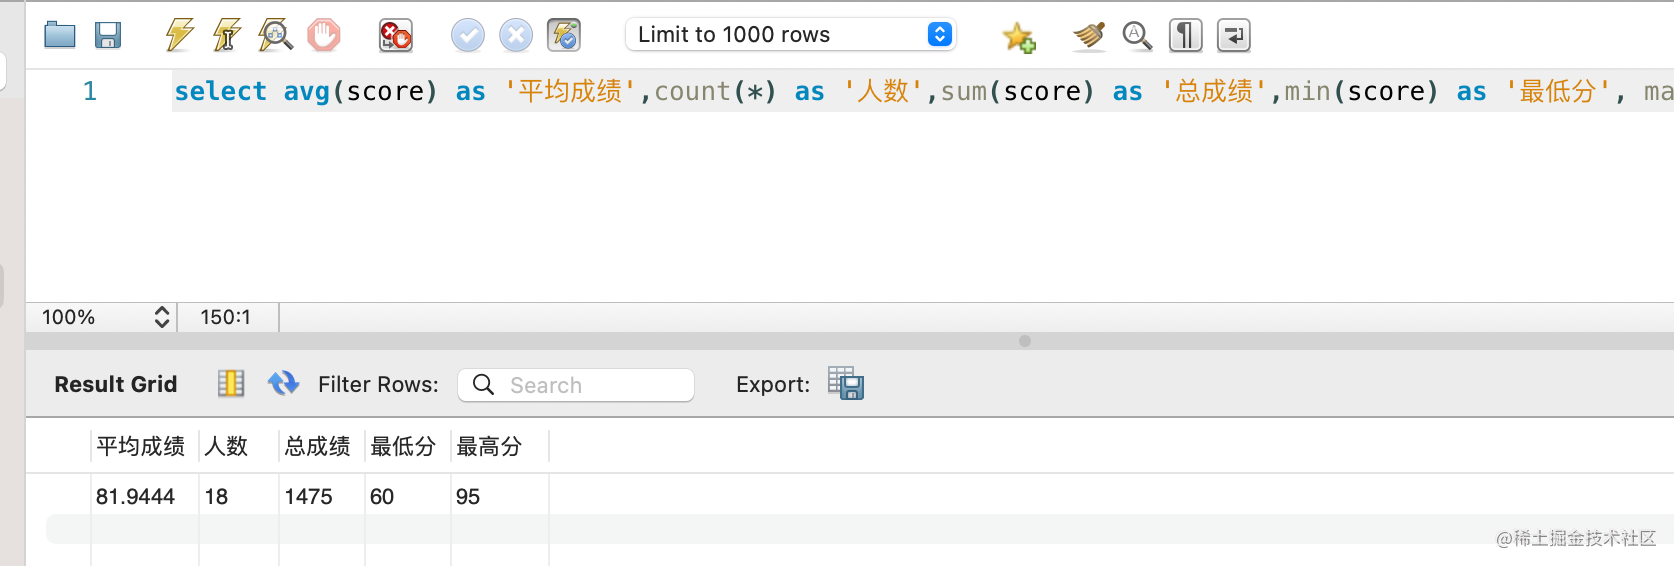 Limit to 1000 rows
1 select avg(score) as '平均成绩',count(*) as '人数',sum(score) as '总成绩',min(score) as '最低分', ma
100% 150:1
Result Grid Filter Rows: Search Export:
平均成绩 人数 总成绩 最低分 最高分
81.9444 18 1475 60 95
@稀土掘金技术社区